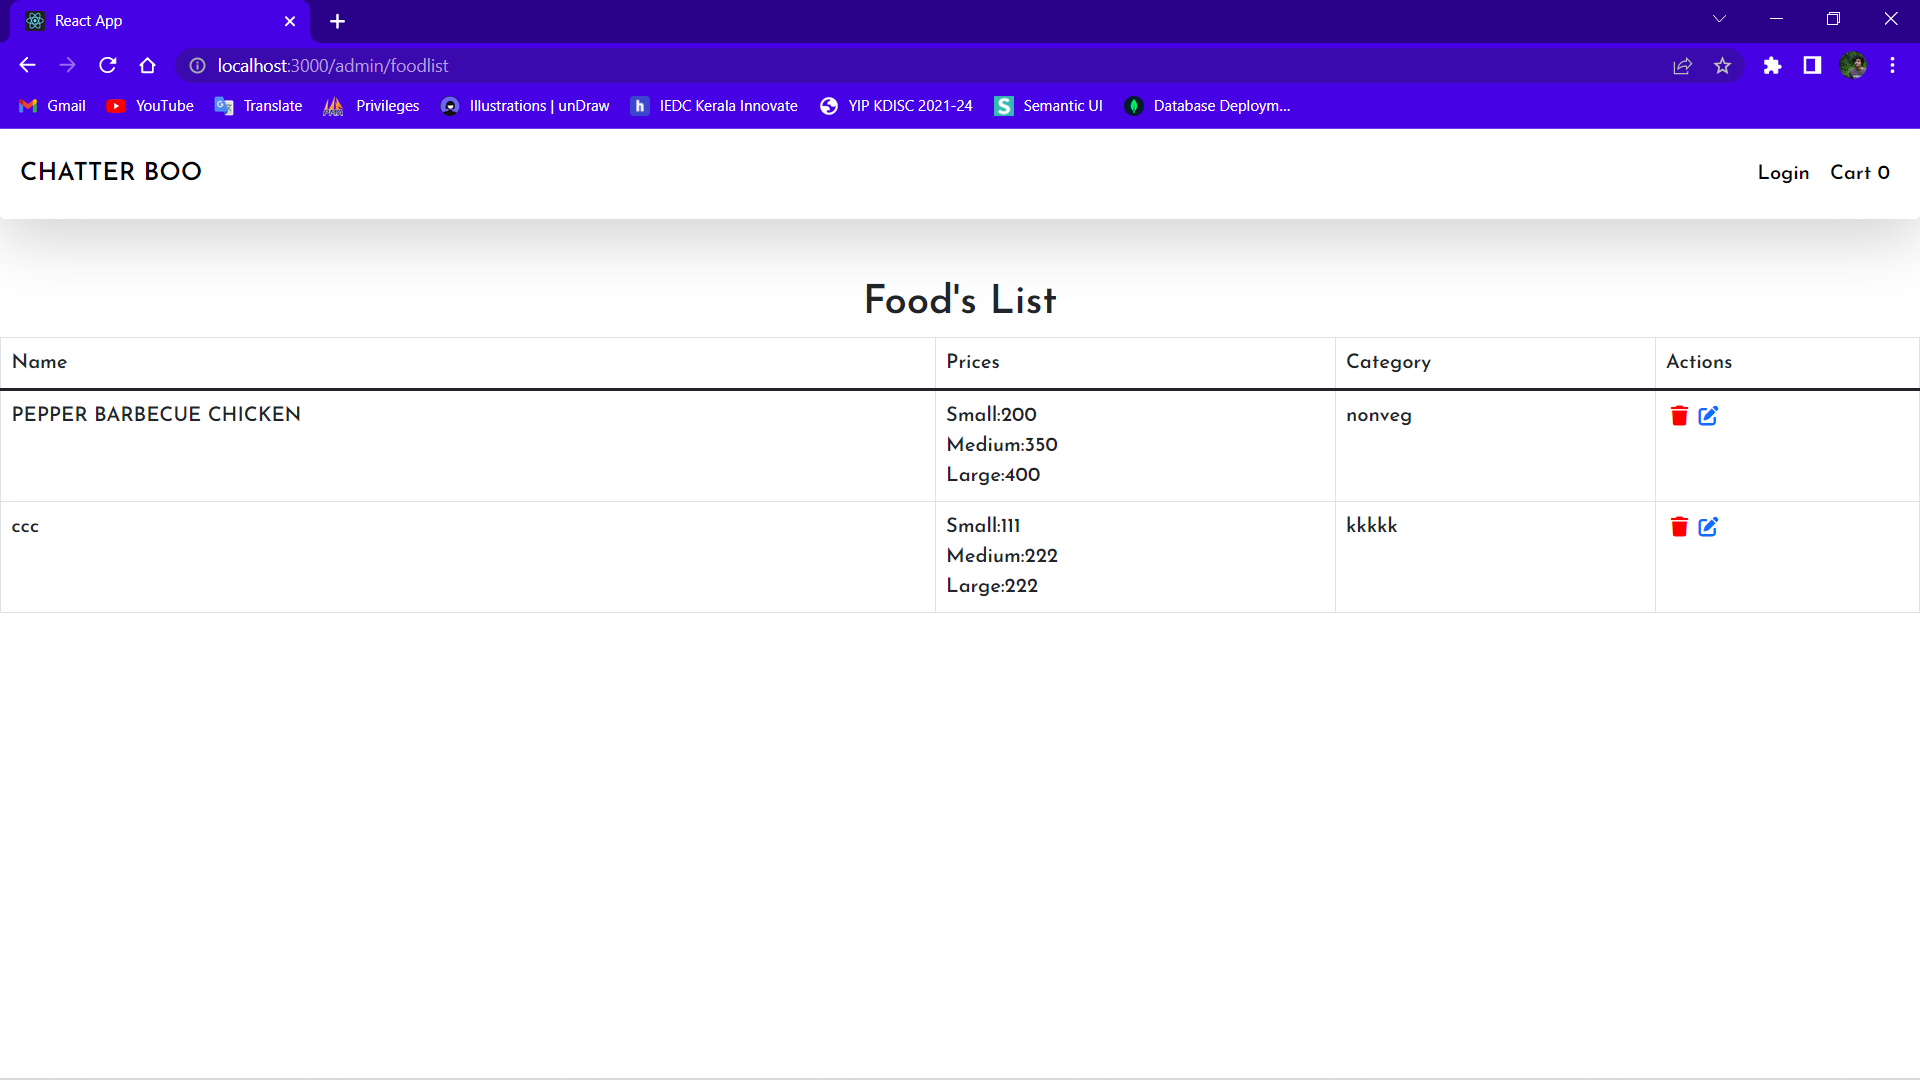 React App
localhost:3000/admin/foodlist
Gmail YouTube Translate Privileges Illustrations | unDraw IEDC Kerala Innovate YIP KDISC 2021-24 Semantic UI Database Deploym...
CHATTER BOO Login Cart 0
Food's List
Name Prices Category Actions
PEPPER BARBECUE CHICKEN Small:200 nonveg
Medium:350
Large:400
ccc Small:111 kkkkk
Medium:222
Large:222